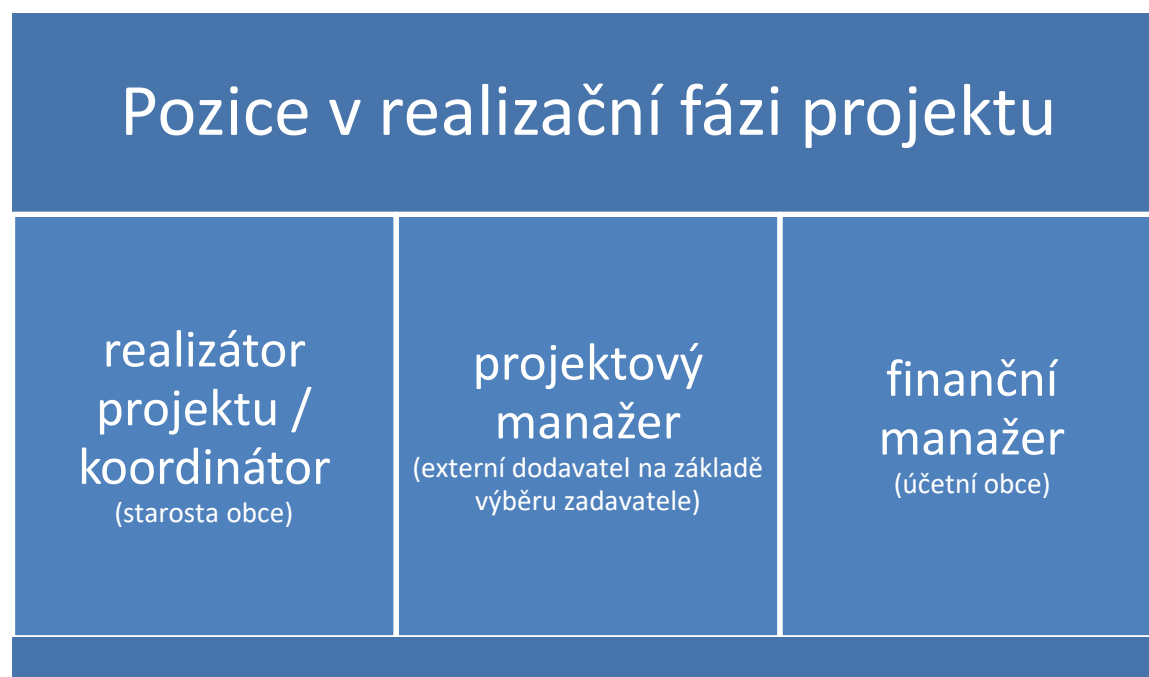 Pozice v realizační fázi projektu
realizátor
projektu /
koordinátor
(starosta obce)
projektový
manažer
(externí dodavatel na základě
výběru zadavatele)
finanční
manažer
(účetní obce)